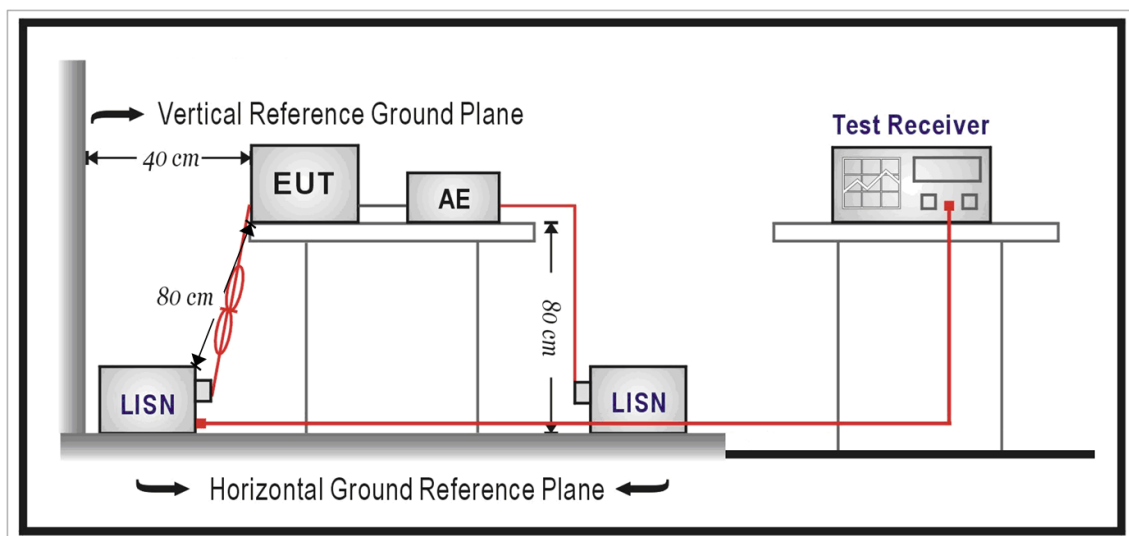 Vertical Reference Ground Plane
Test Receiver
40 cm
EUT
AE
80 cm
80 cm
LISN
LISN
Horizontal Ground Reference Plane